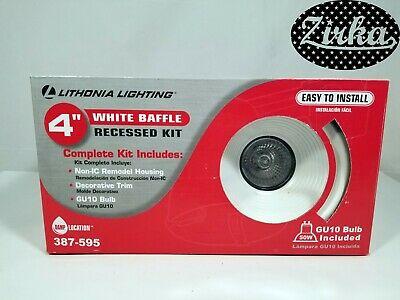 Zirka
LITHONIA LIGHTING®
4" WHITE BAFFLE
RECESSED KIT
EASY TO INSTALL
INSTALACIÓN FÁCIL
Complete Kit Includes:
Kit Completo Incluye:
- Non-IC Remodel Housing
Remodelación de Construcción Non-IC
- Decorative Trim
Molde Decorativo
- GU10 Bulb
Lámpara GU10
DAMP LOCATION
387-595
50W
GU10 Bulb
Included
Lámpara GU10 Incluida